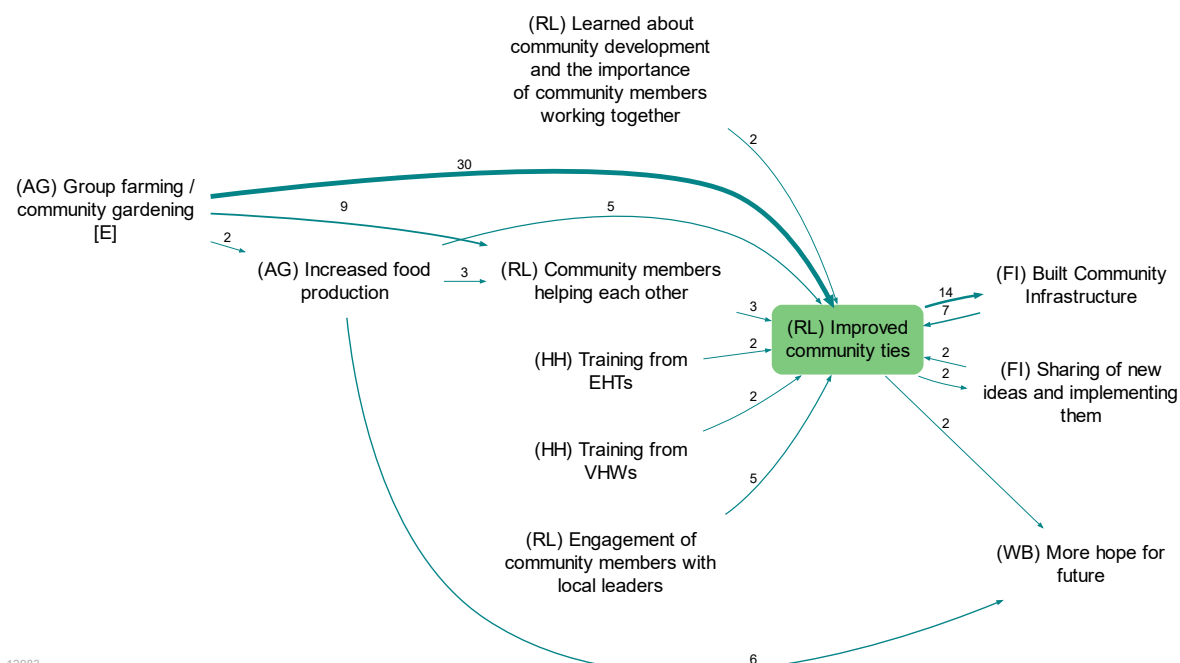 (RL) Learned about
community development
and the importance
of community members
working together
2
30
(AG) Group farming /
community gardening
[E]
9
5
2
(AG) Increased food
production
3
(RL) Community members
helping each other
(FI) Built Community
Infrastructure
14
7
3
(RL) Improved
community ties
2
(HH) Training from
EHTs
2
2
(FI) Sharing of new
ideas and implementing
them
2
2
(HH) Training from
VHWs
5
(RL) Engagement of
community members with
local leaders
(WB) More hope for
future
6